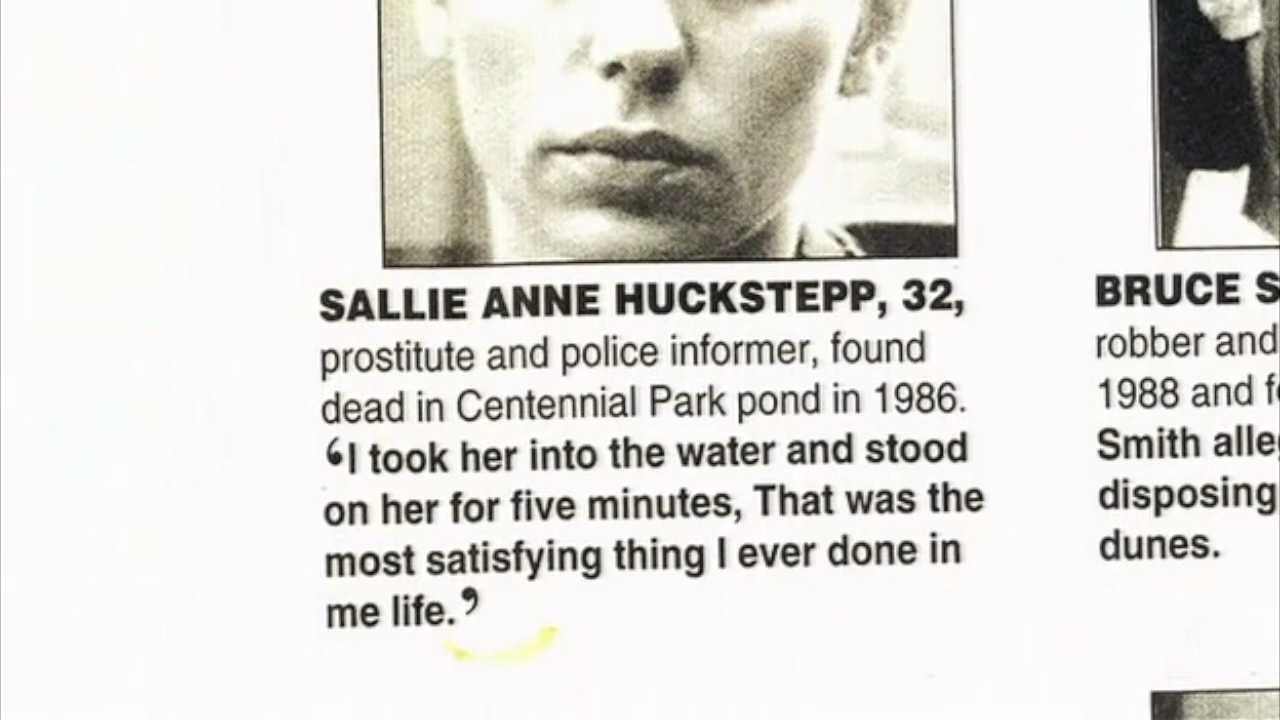 SALLIE ANNE HUCKSTEPP, 32,
prostitute and police informer, found
dead in Centennial Park pond in 1986.
‘I took her into the water and stood
on her for five minutes, That was the
most satisfying thing I ever done in
me life.’
BRUCE S
robber and
1988 and f
Smith alle
disposing
dunes.